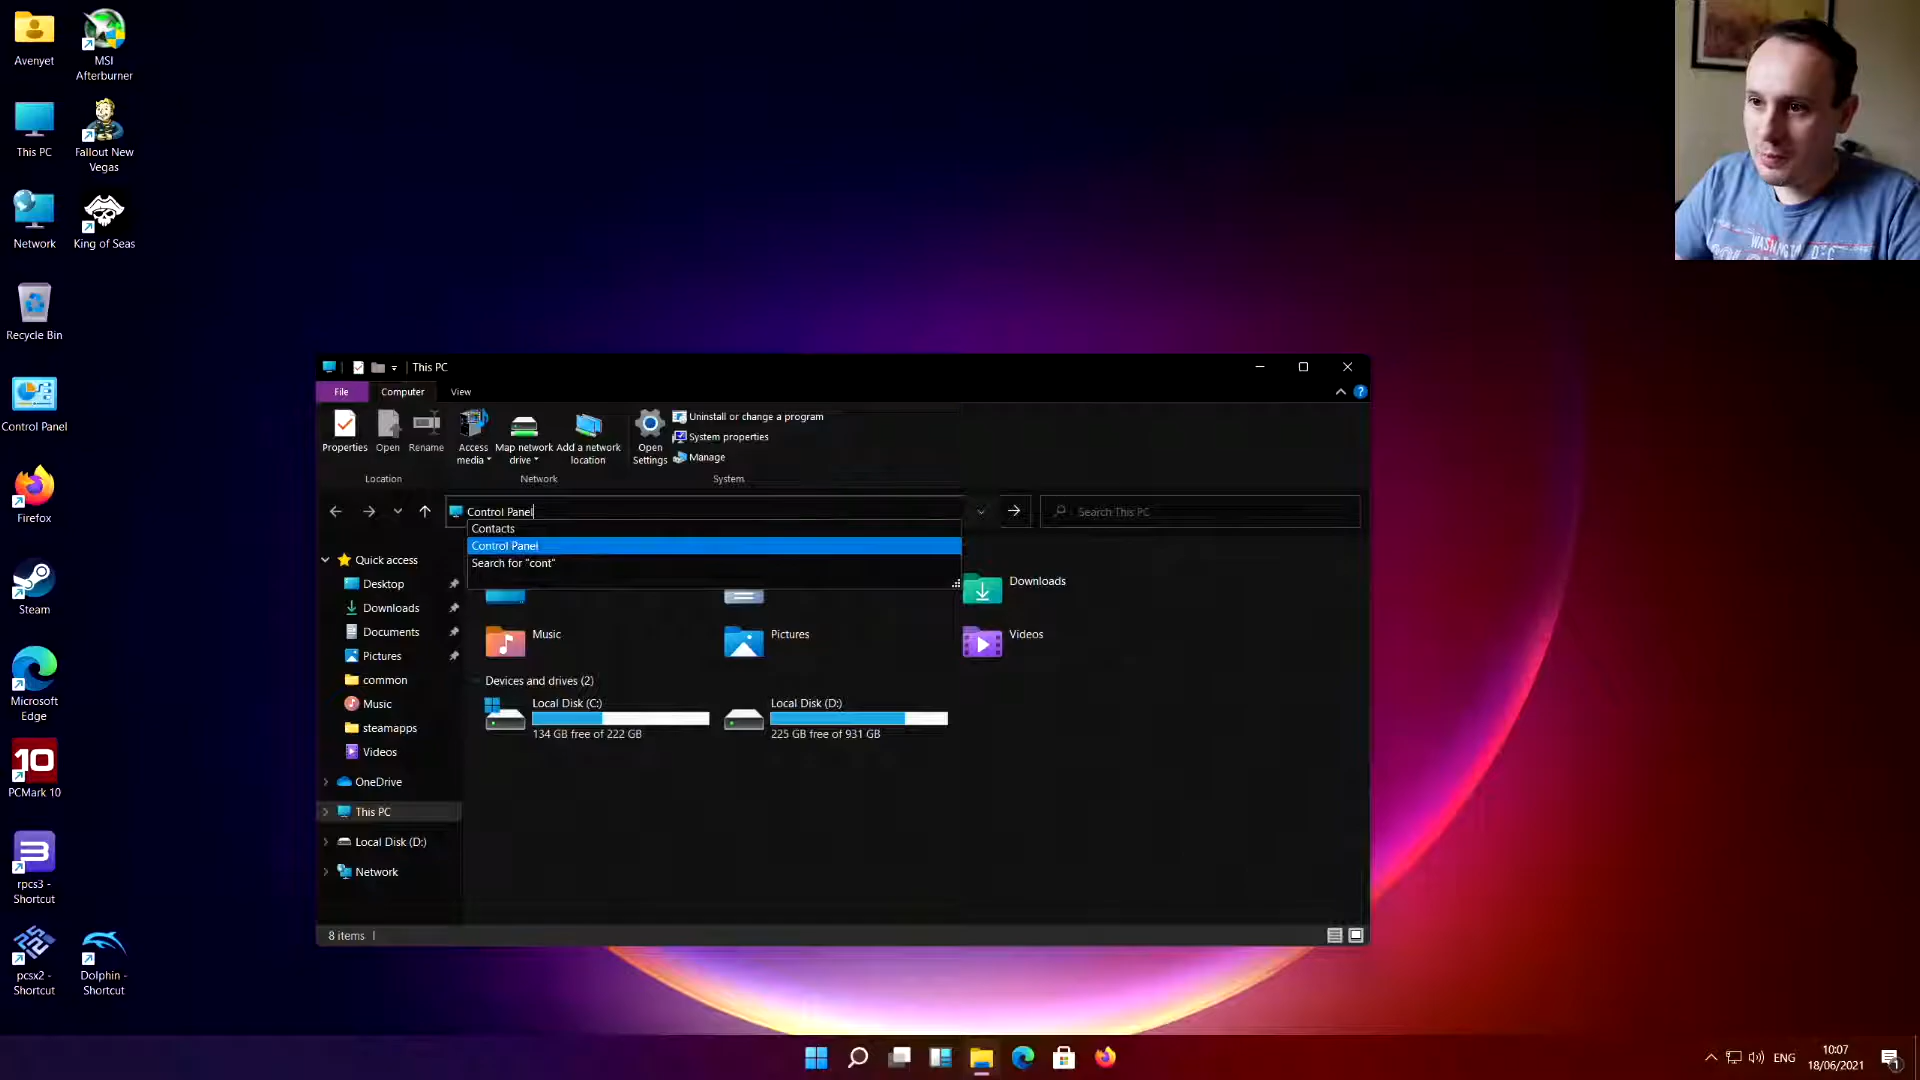 Avenyet
MSI
Afterburner
This PC
Fallout New
Vegas
Network
King of Seas
Recycle Bin
Control Panel
Firefox
Steam
Microsoft
Edge
10
PCMark 10
rpcs3 -
Shortcut
pcsx2 -
Shortcut
Dolphin -
Shortcut
This PC
File
Computer
View
Properties
Open
Rename
Access
media
Map network
drive
Add a network
location
Open
Settings
Uninstall or change a program
System properties
Manage
Location
Network
System
Control Panel
Search This PC
Contacts
Control Panel
Search for "cont"
Quick access
Desktop
Downloads
Documents
Pictures
common
Music
steamapps
Videos
OneDrive
This PC
Local Disk (D:)
Network
Downloads
Music
Pictures
Videos
Devices and drives (2)
Local Disk (C:)
134 GB free of 222 GB
Local Disk (D:)
225 GB free of 931 GB
8 items
WASHINGTON D.C
ENG
10:07
18/06/2021
1